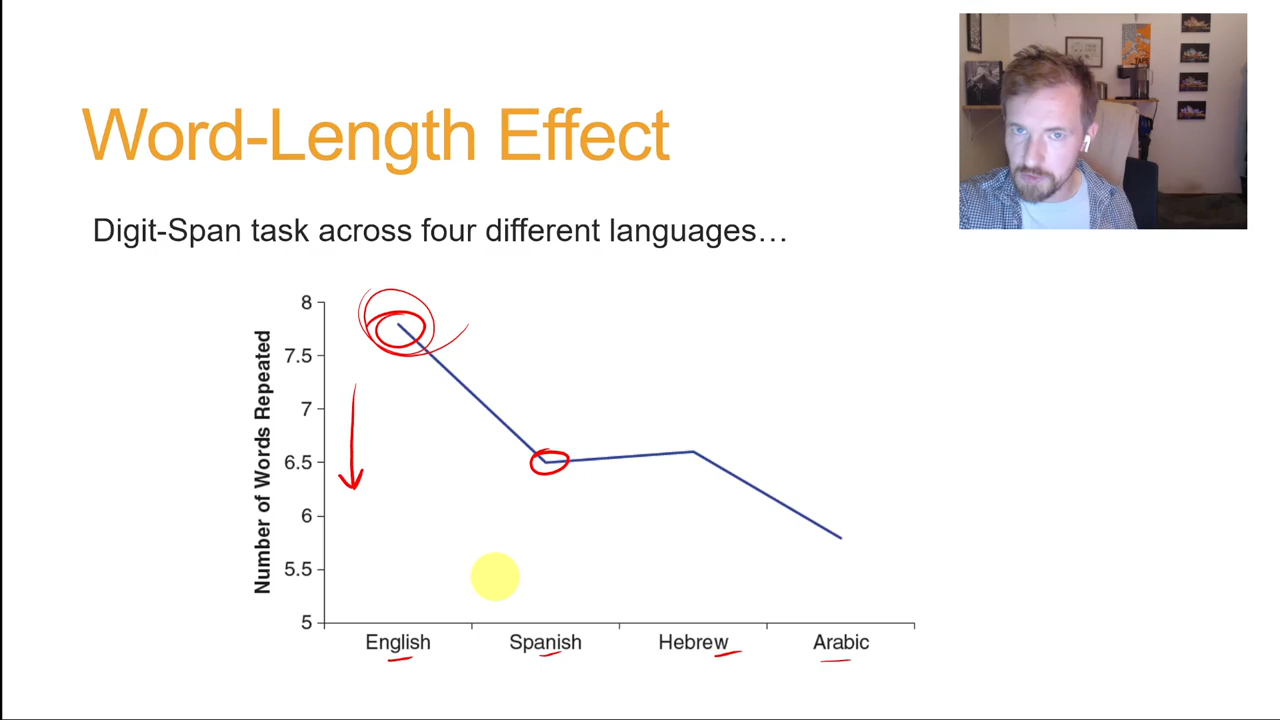 Word-Length Effect
Digit-Span task across four different languages…
Number of Words Repeated
8
7.5
7
6.5
6
5.5
5
English Spanish Hebrew Arabic
TAPE